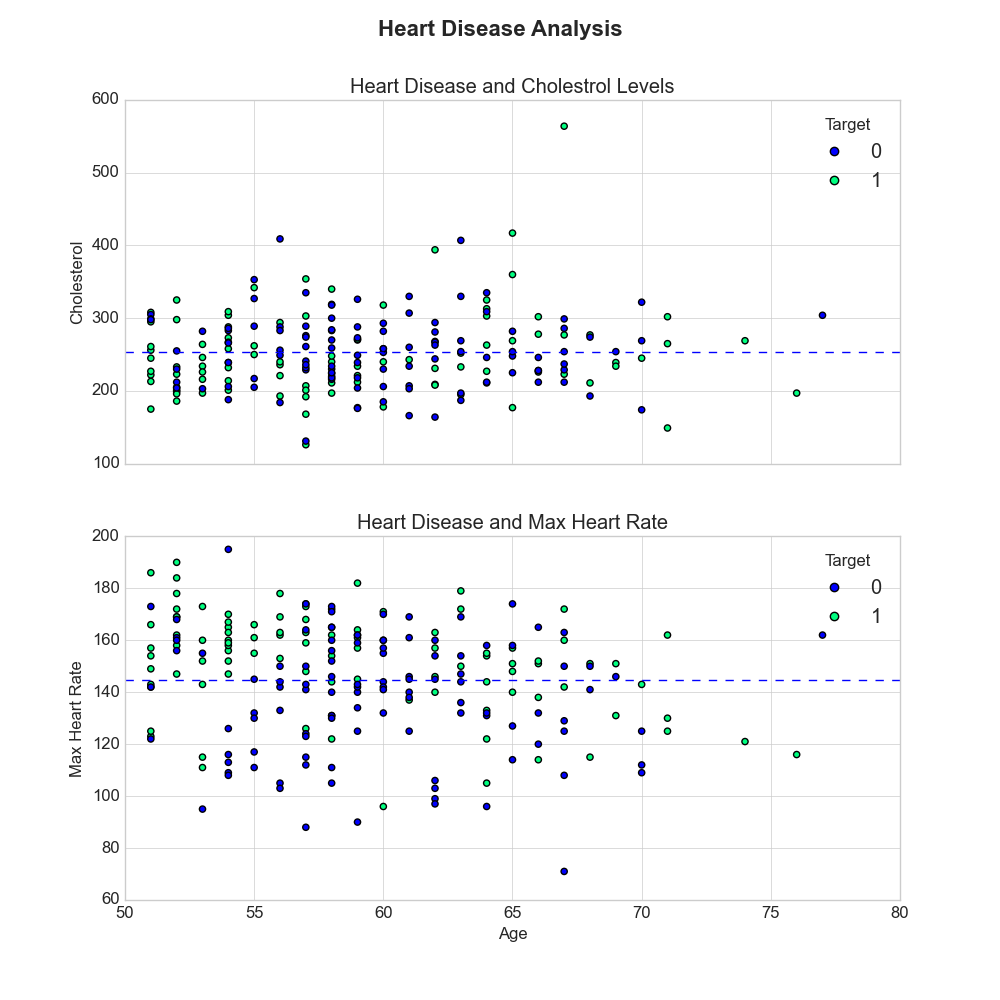 Heart Disease Analysis
Heart Disease and Cholestrol Levels
600
500
400
300
200
100
Cholesterol
Target
0
1
Heart Disease and Max Heart Rate
200
180
160
140
120
100
80
60
Max Heart Rate
Target
0
1
50 55 60 65 70 75 80
Age